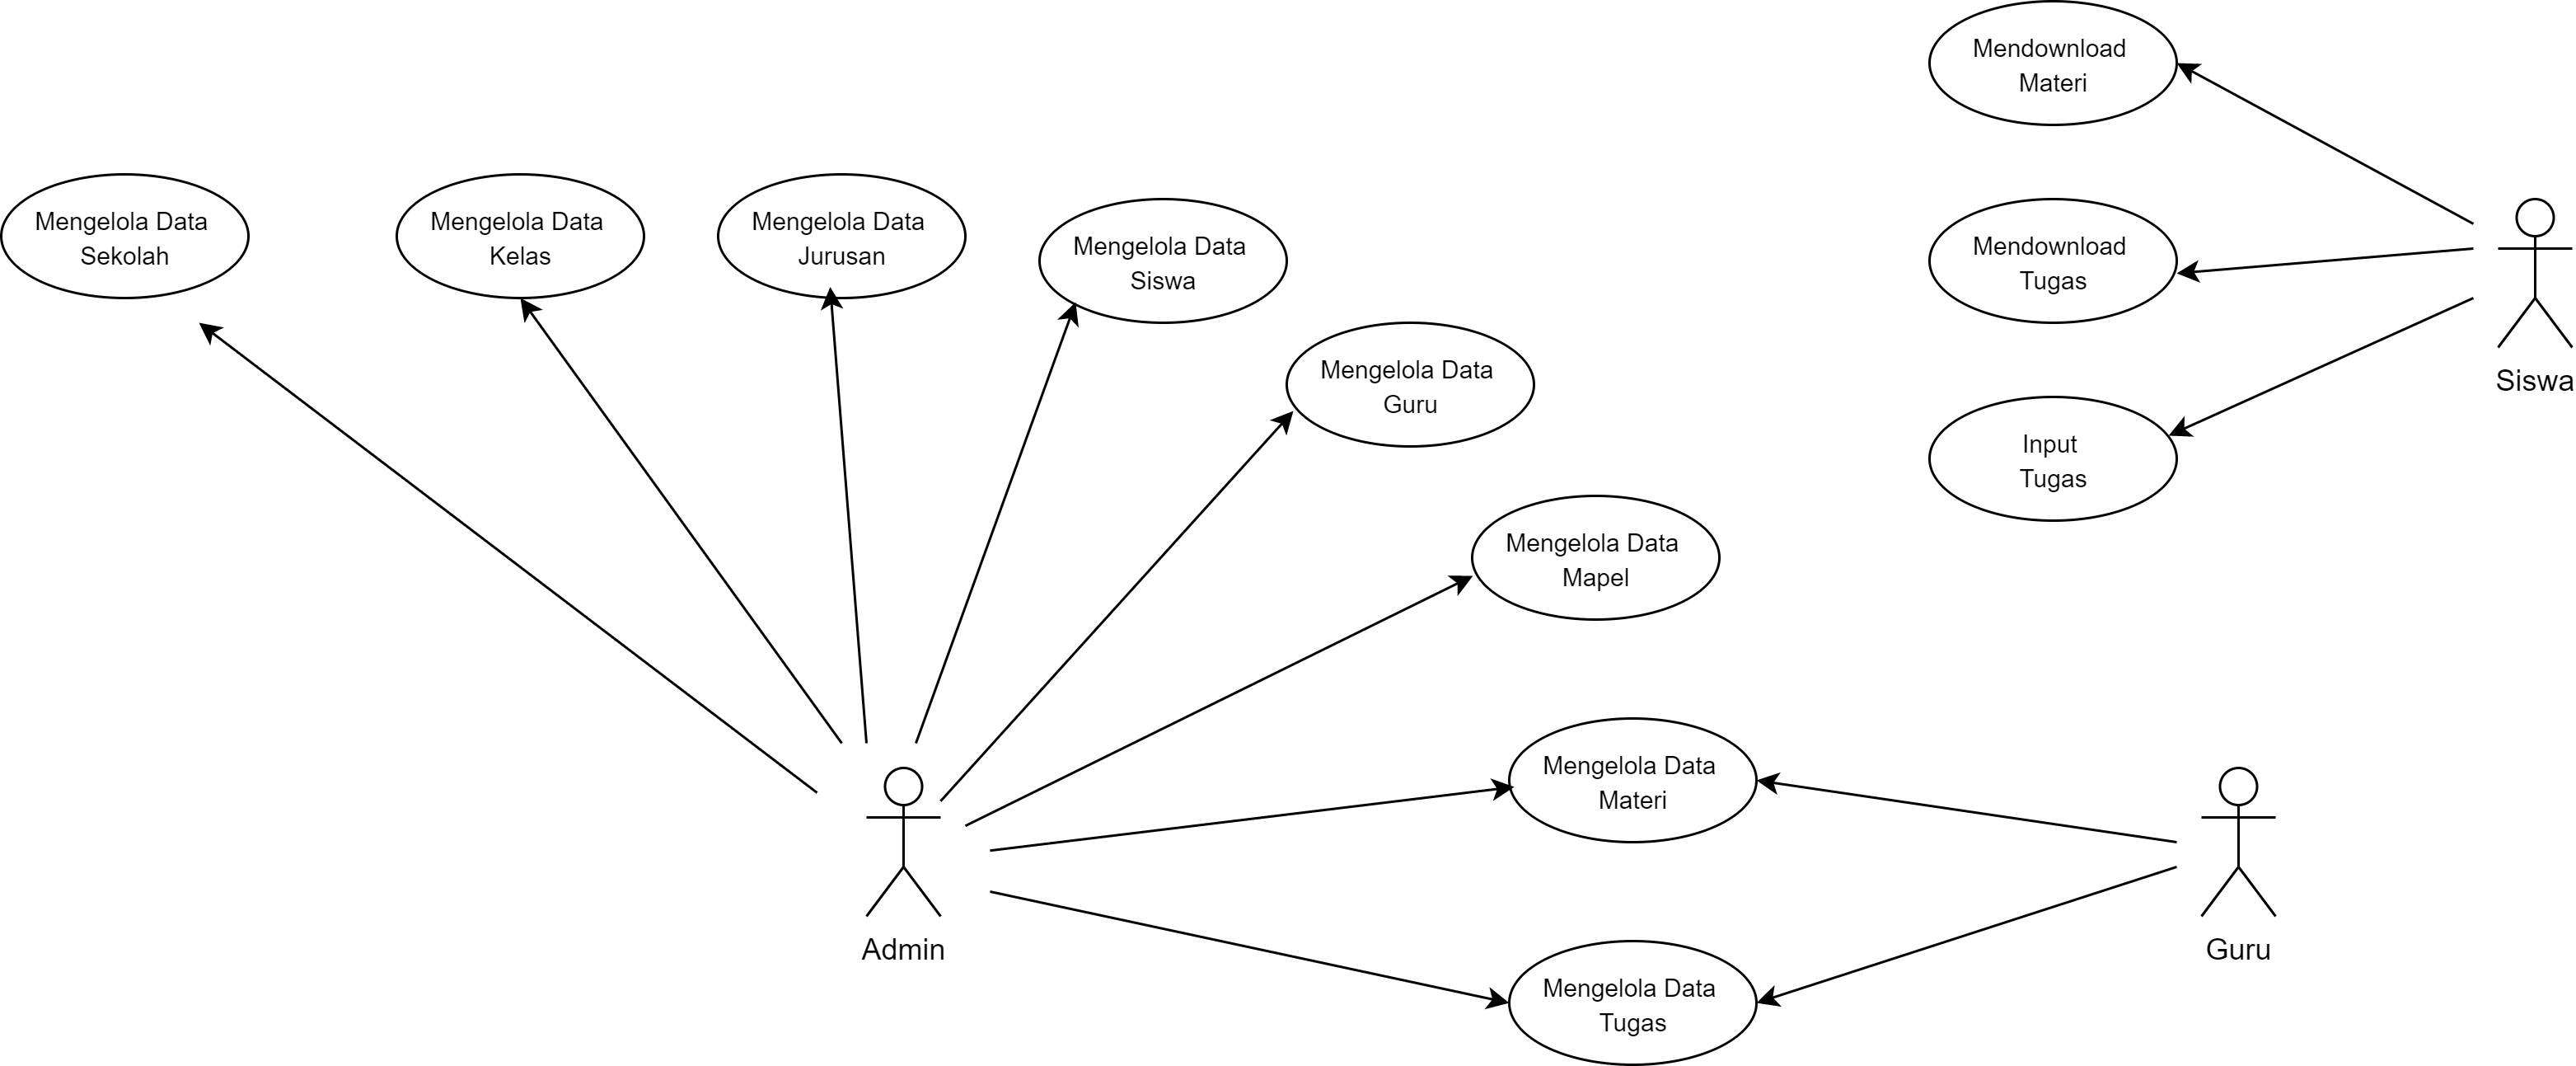 Mendownload
Materi
Mengelola Data
Sekolah
Mengelola Data
Kelas
Mengelola Data
Jurusan
Mengelola Data
Siswa
Mendownload
Tugas
Siswa
Mengelola Data
Guru
Input
Tugas
Mengelola Data
Mapel
Mengelola Data
Materi
Admin
Guru
Mengelola Data
Tugas